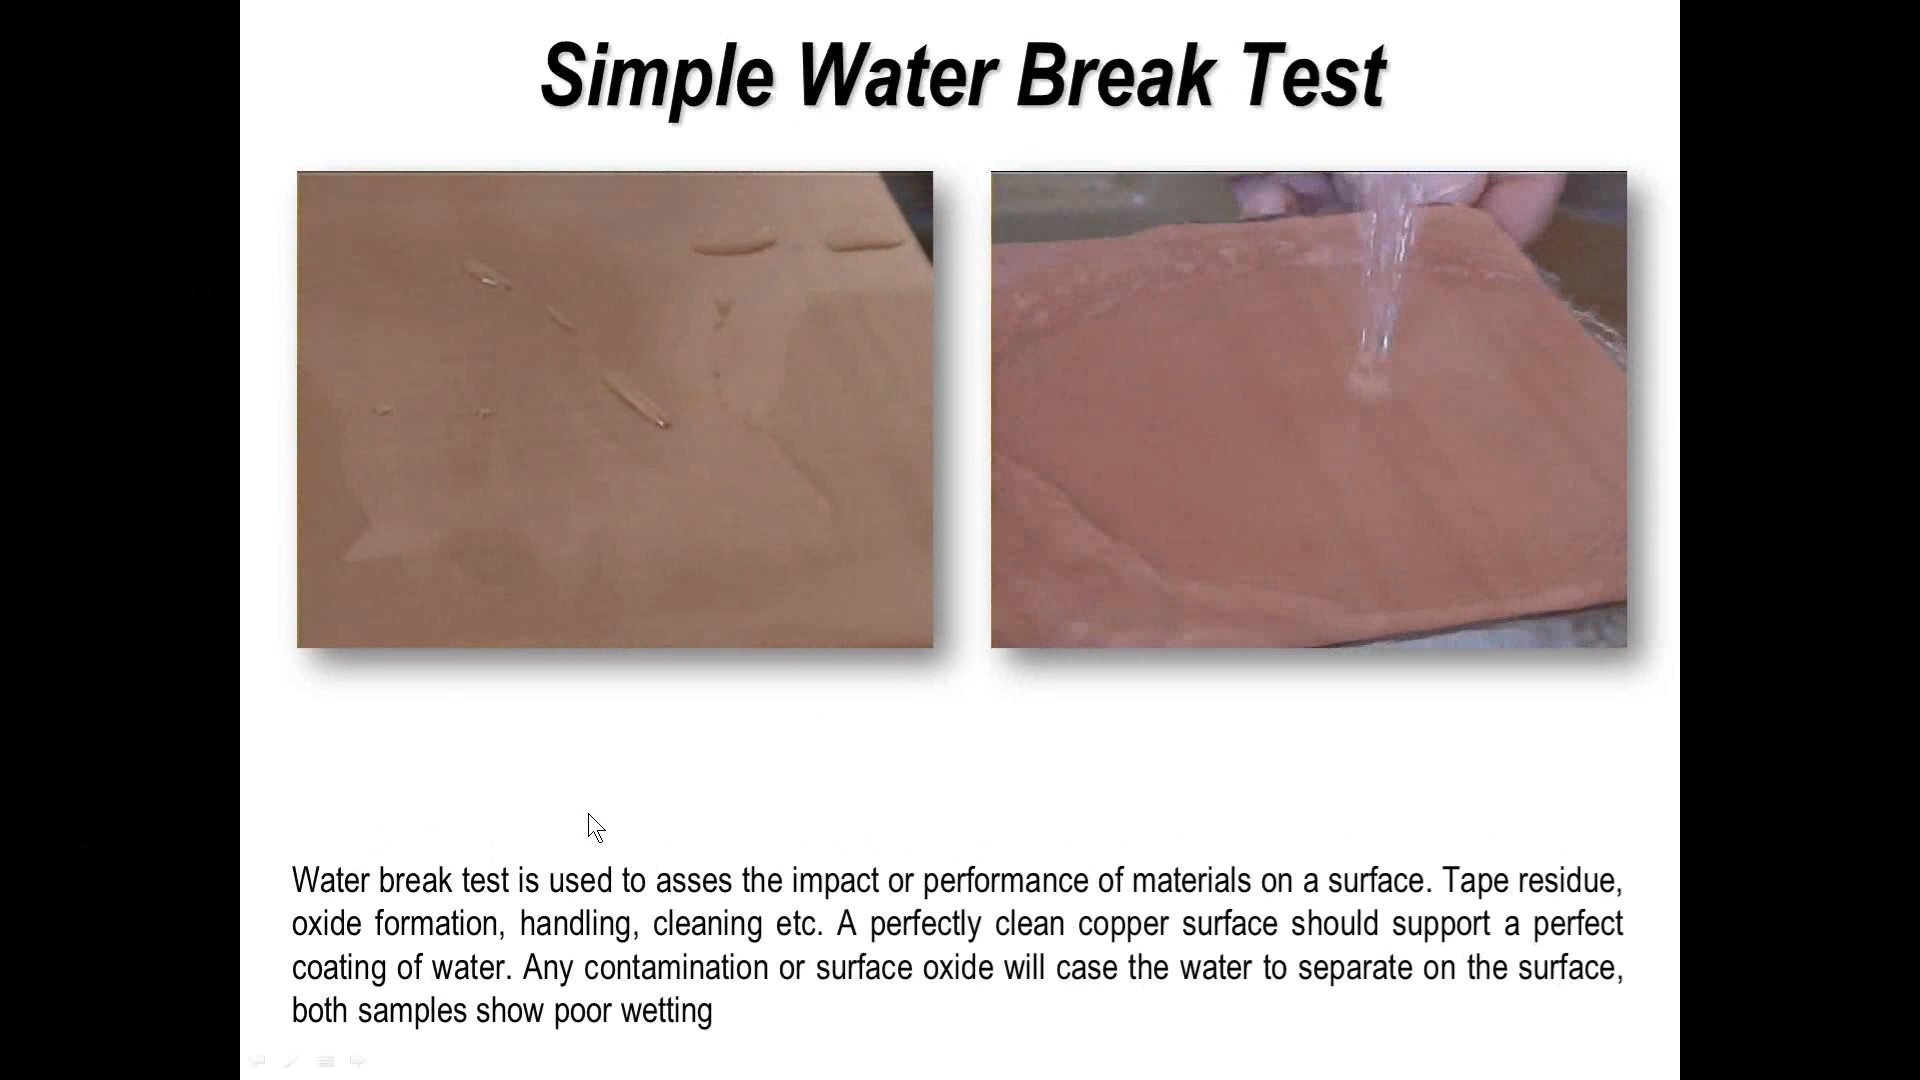 Simple Water Break Test
Water break test is used to asses the impact or performance of materials on a surface. Tape residue,
oxide formation, handling, cleaning etc. A perfectly clean copper surface should support a perfect
coating of water. Any contamination or surface oxide will case the water to separate on the surface,
both samples show poor wetting